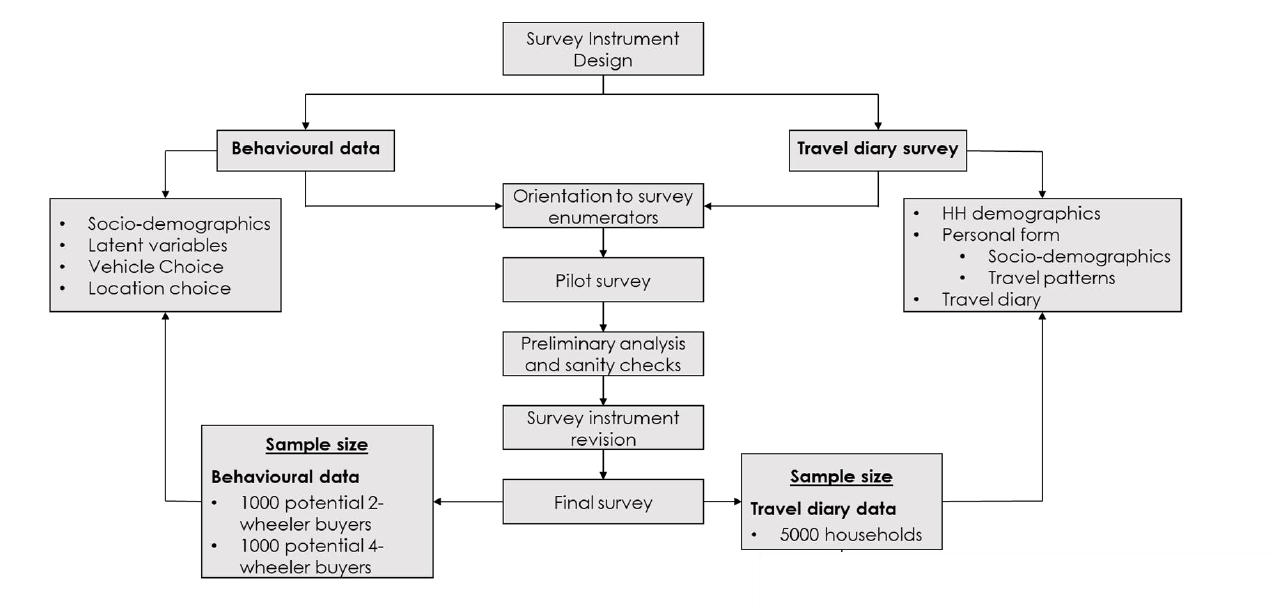 Survey Instrument
Design
Behavioural data
Travel diary survey
Orientation to survey
enumerators
• Socio-demographics
• Latent variables
• Vehicle Choice
• Location choice
• HH demographics
• Personal form
• Socio-demographics
• Travel patterns
• Travel diary
Pilot survey
Preliminary analysis
and sanity checks
Survey instrument
revision
Final survey
Sample size
Behavioural data
• 1000 potential 2-
wheeler buyers
• 1000 potential 4-
wheeler buyers
Sample size
Travel diary data
• 5000 households